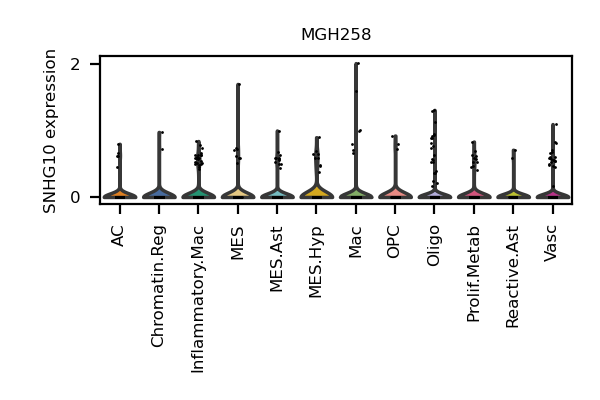 MGH258
SNHG10 expression
2
0
AC
Chromatin.Reg
Inflammatory.Mac
MES
MES.Ast
MES.Hyp
Mac
OPC
Oligo
Prolif.Metab
Reactive.Ast
Vasc